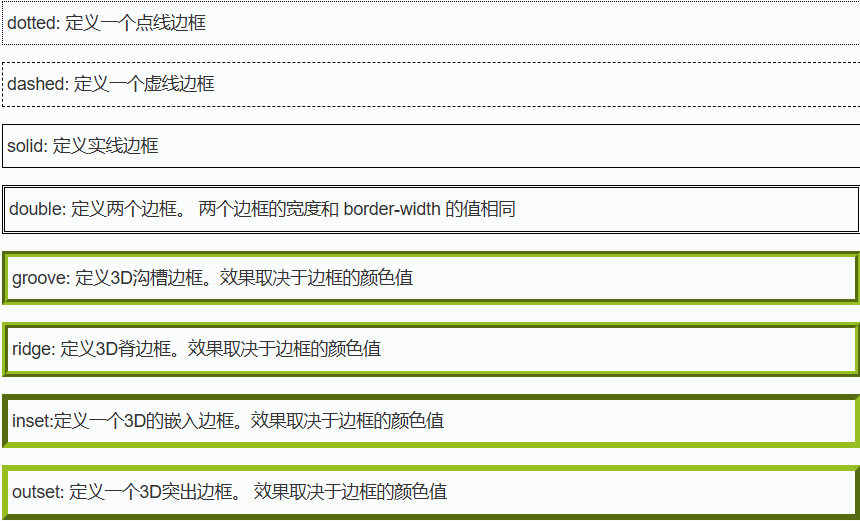 dotted: 定义一个点线边框
dashed: 定义一个虚线边框
solid: 定义实线边框
double: 定义两个边框。 两个边框的宽度和 border-width 的值相同
groove: 定义3D沟槽边框。效果取决于边框的颜色值
ridge: 定义3D脊边框。效果取决于边框的颜色值
inset:定义一个3D的嵌入边框。效果取决于边框的颜色值
outset: 定义一个3D突出边框。 效果取决于边框的颜色值